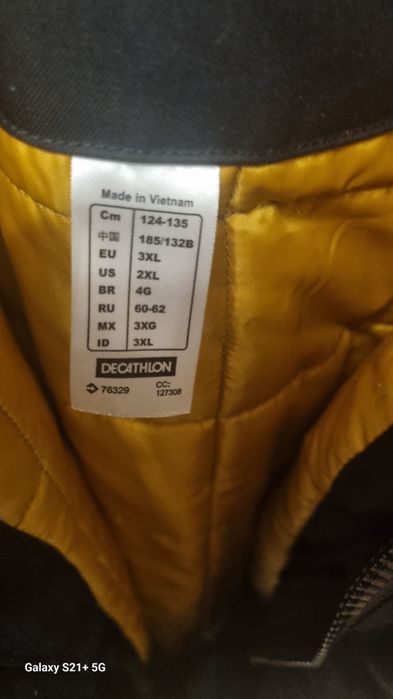 Made in Vietnam
Cm 124-135
中国 185/132B
EU 3XL
US 2XL
BR 4G
RU 60-62
MX 3XG
ID 3XL
DECATHLON
76329 CC:
127308
Galaxy S21+ 5G